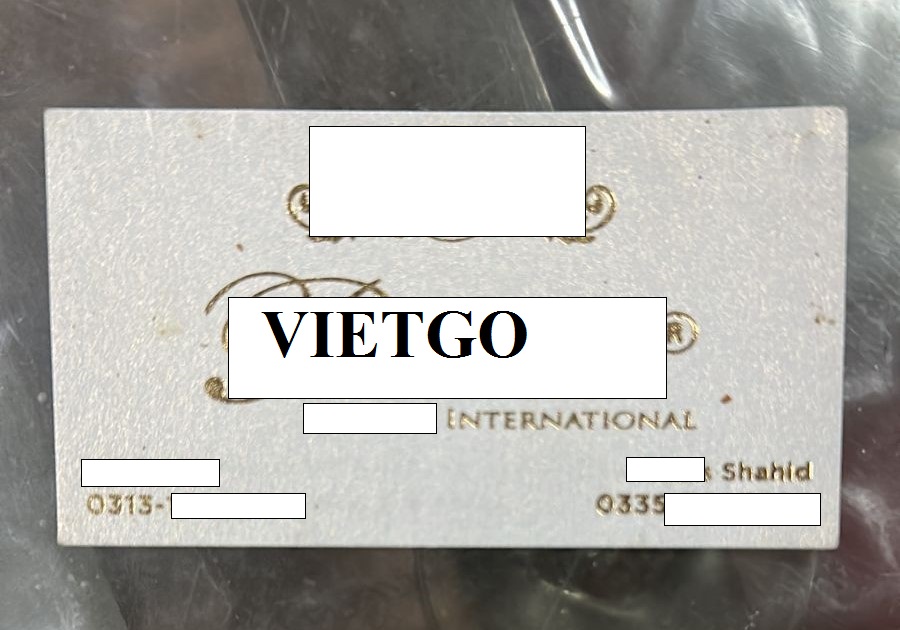 VIETGO
INTERNATIONAL
Shahid
0313-
0335